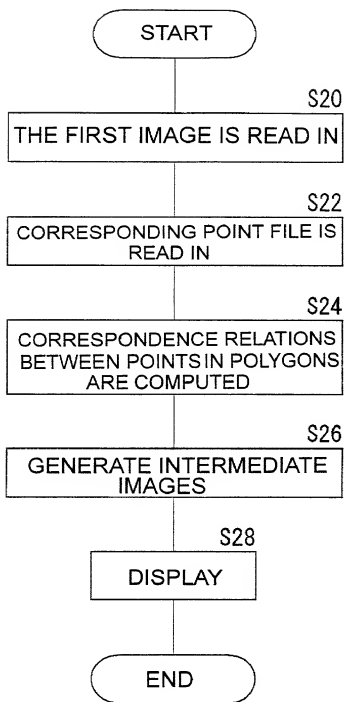 START
S20
THE FIRST IMAGE IS READ IN
S22
CORRESPONDING POINT FILE IS
READ IN
S24
CORRESPONDENCE RELATIONS
BETWEEN POINTS IN POLYGONS
ARE COMPUTED
S26
GENERATE INTERMEDIATE
IMAGES
S28
DISPLAY
END